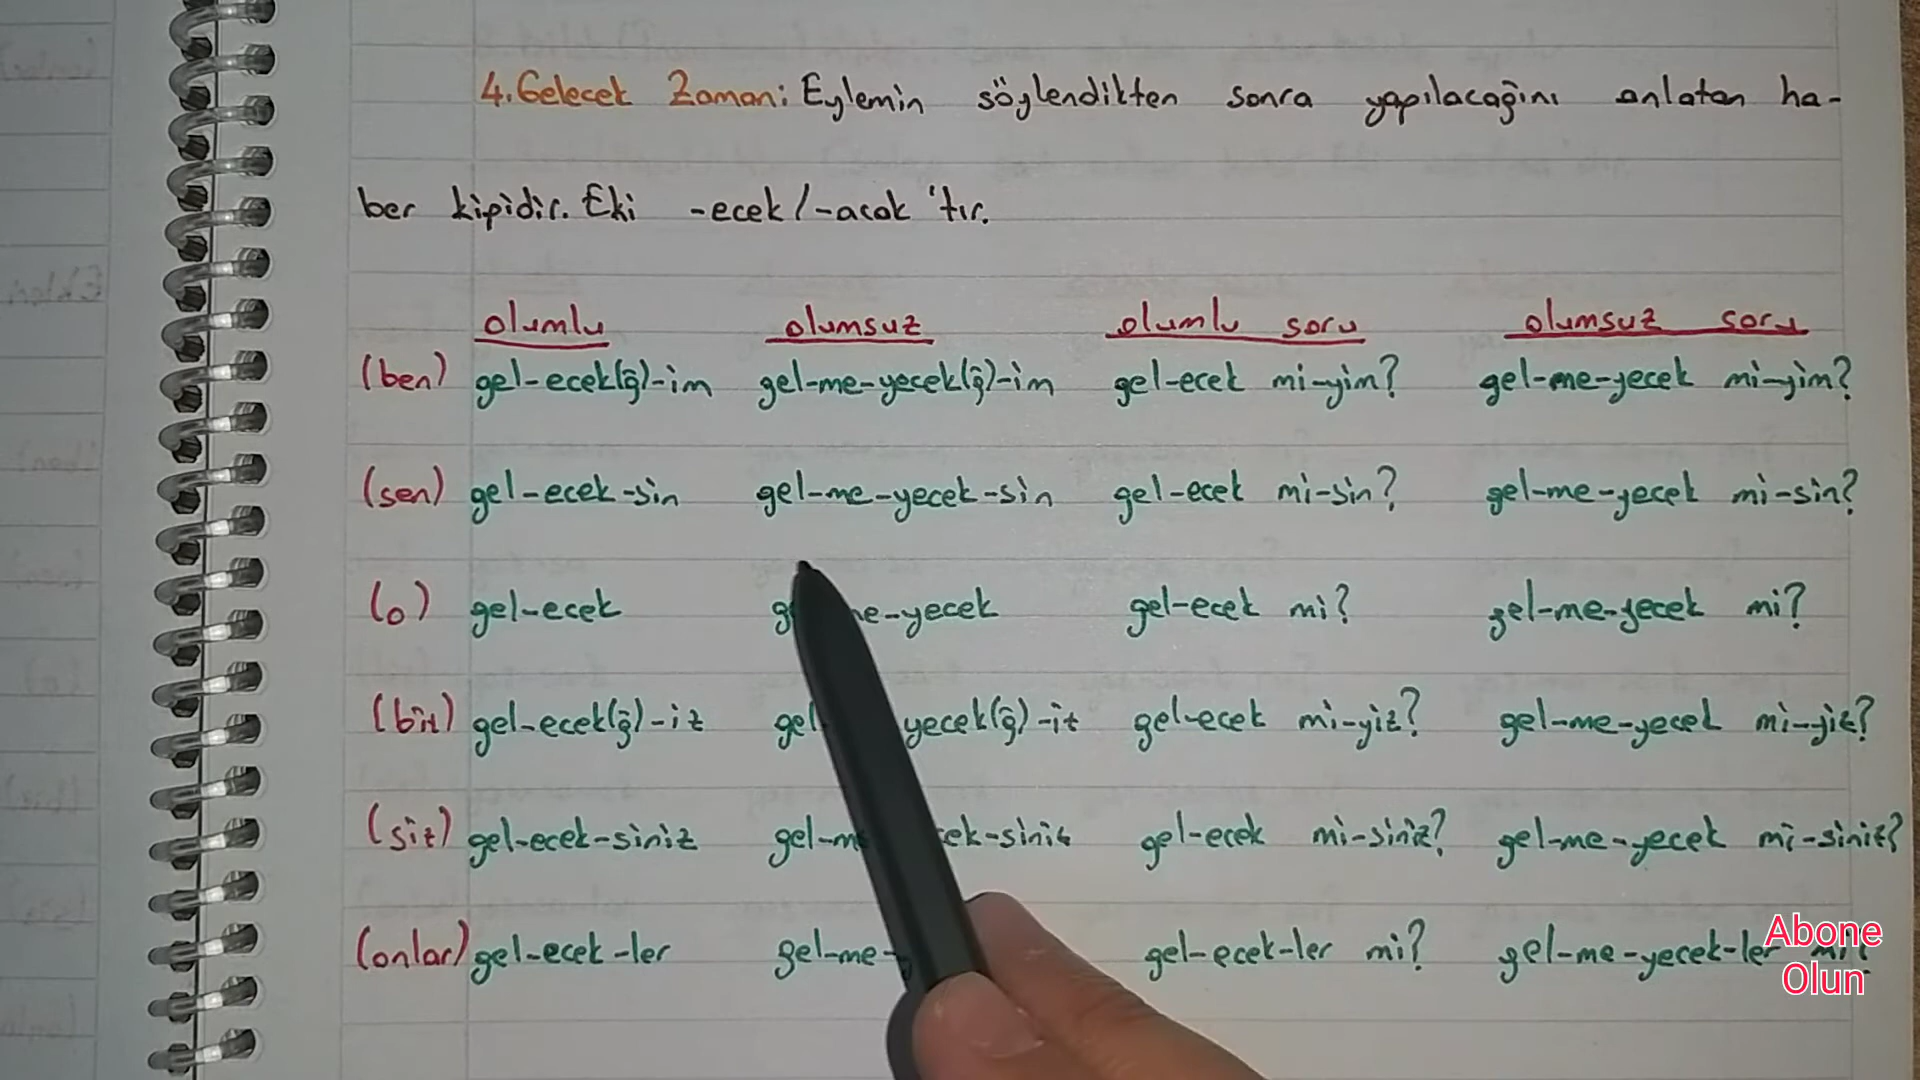 4.Gelecek Zaman: Eylemin söylendikten sonra yapılacağını anlatan ha-
ber kipidir. Eki -ecek/-acak 'tır.
olumlu olumsuz olumlu soru olumsuz soru
(ben) gel-ecek(ğ)-im gel-me-yecek(ğ)-im gel-ecek mi-yim? gel-me-yecek mi-yim?
(sen) gel-ecek-sin gel-me-yecek-sin gel-ecek mi-sin? gel-me-yecek mi-sin?
(o) gel-ecek e-yecek gel-ecek mi? gel-me-yecek mi?
(biz) gel-ecek(ğ)-iz gel yecek(ğ)-iz gel-ecek mi-yiz? gel-me-yecek mi-yiz?
(siz) gel-ecek-siniz gel-m ek-siniz gel-ecek mi-siniz? gel-me-yecek mi-siniz?
(onlar) gel-ecek-ler gel-me- gel-ecek-ler mi? gel-me-yecek-ler mi?
Abone
Olun